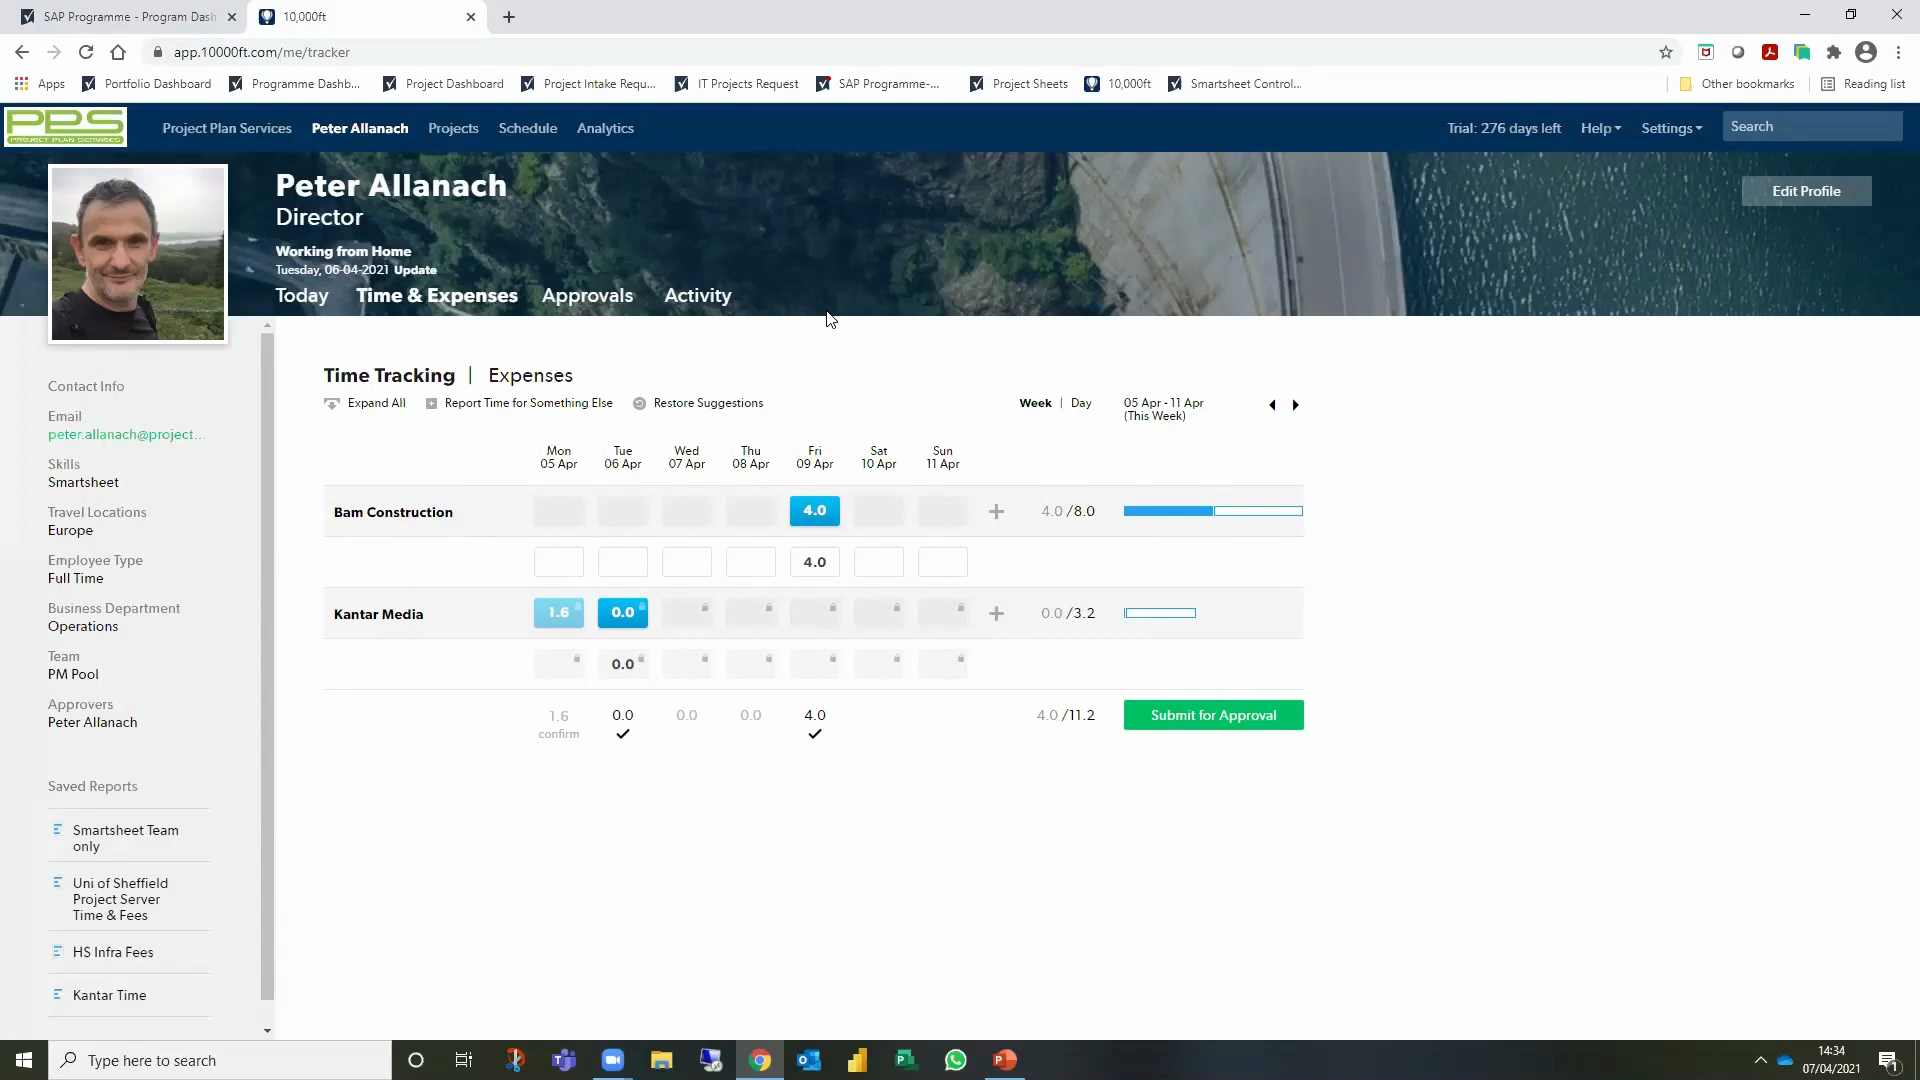 SAP Programme - Program Dash
10,000ft
app.10000ft.com/me/tracker
Apps
Portfolio Dashboard
Programme Dashb...
Project Dashboard
Project Intake Requ...
IT Projects Request
SAP Programme-...
Project Sheets
10,000ft
Smartsheet Control...
Other bookmarks
Reading list
PPS
PROJECT PLAN SERVICES
Project Plan Services
Peter Allanach
Projects
Schedule
Analytics
Trial: 276 days left
Help
Settings
Search
Peter Allanach
Director
Working from Home
Tuesday, 06-04-2021 Update
Today
Time & Expenses
Approvals
Activity
Edit Profile
Contact Info
Email
peter.allanach@project...
Skills
Smartsheet
Travel Locations
Europe
Employee Type
Full Time
Business Department
Operations
Team
PM Pool
Approvers
Peter Allanach
Saved Reports
Smartsheet Team
only
Uni of Sheffield
Project Server
Time & Fees
HS Infra Fees
Kantar Time
Time Tracking | Expenses
Expand All
Report Time for Something Else
Restore Suggestions
Week | Day
05 Apr - 11 Apr
(This Week)
Mon Tue Wed Thu Fri Sat Sun
05 Apr 06 Apr 07 Apr 08 Apr 09 Apr 10 Apr 11 Apr
Bam Construction 4.0 4.0 /8.0
4.0
Kantar Media 1.6 0.0 0.0 /3.2
0.0
1.6 0.0 0.0 0.0 4.0 4.0 /11.2
confirm
Submit for Approval
Type here to search
14:34
07/04/2021
1